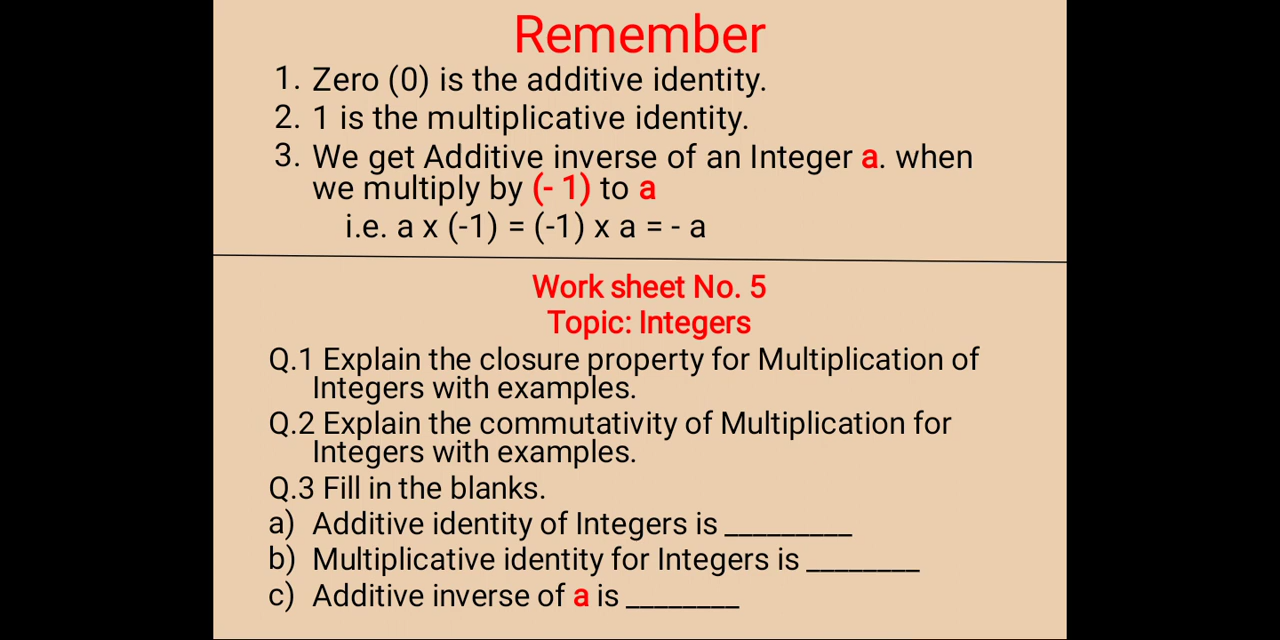 Remember
1. Zero (0) is the additive identity.
2. 1 is the multiplicative identity.
3. We get Additive inverse of an Integer a. when
we multiply by (- 1) to a
i.e. a x (-1) = (-1) x a = - a
Work sheet No. 5
Topic: Integers
Q.1 Explain the closure property for Multiplication of
Integers with examples.
Q.2 Explain the commutativity of Multiplication for
Integers with examples.
Q.3 Fill in the blanks.
a) Additive identity of Integers is _________
b) Multiplicative identity for Integers is ________
c) Additive inverse of a is ________